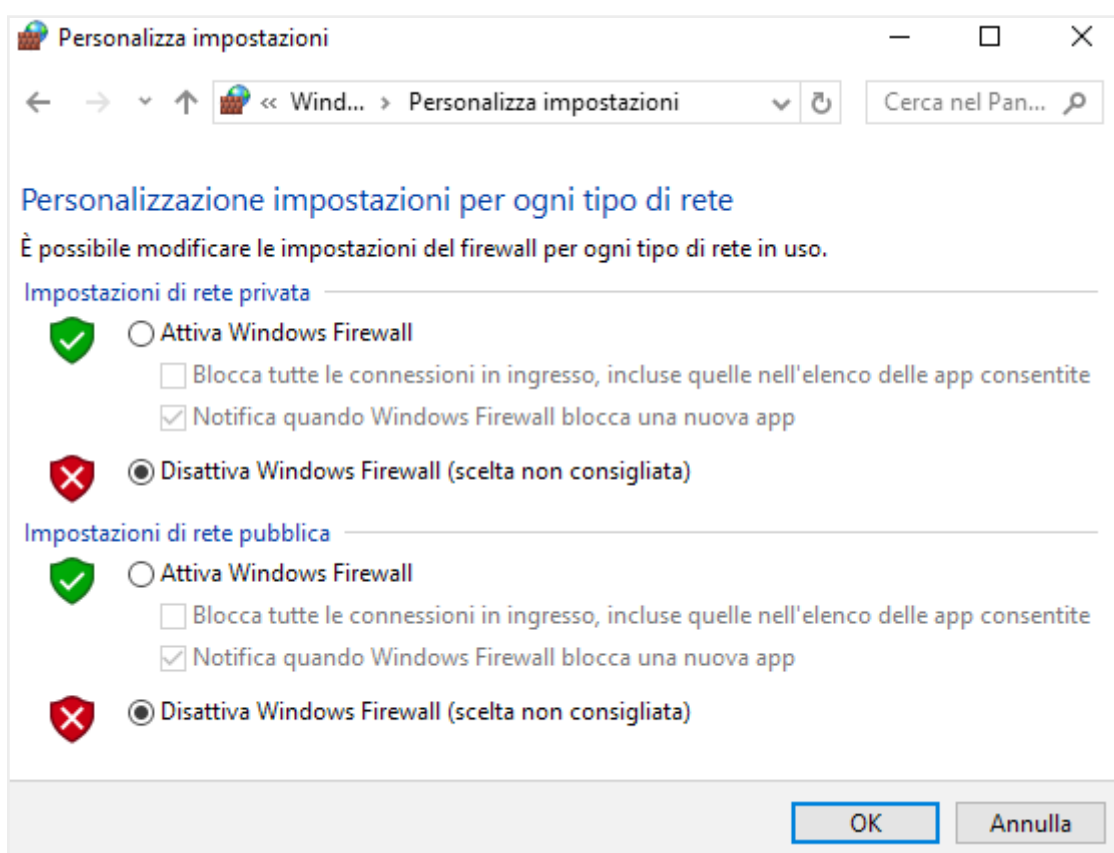 Personalizza impostazioni
« Wind... › Personalizza impostazioni
Cerca nel Pan...
Personalizzazione impostazioni per ogni tipo di rete
È possibile modificare le impostazioni del firewall per ogni tipo di rete in uso.
Impostazioni di rete privata
Attiva Windows Firewall
Blocca tutte le connessioni in ingresso, incluse quelle nell'elenco delle app consentite
Notifica quando Windows Firewall blocca una nuova app
Disattiva Windows Firewall (scelta non consigliata)
Impostazioni di rete pubblica
Attiva Windows Firewall
Blocca tutte le connessioni in ingresso, incluse quelle nell'elenco delle app consentite
Notifica quando Windows Firewall blocca una nuova app
Disattiva Windows Firewall (scelta non consigliata)
OK
Annulla